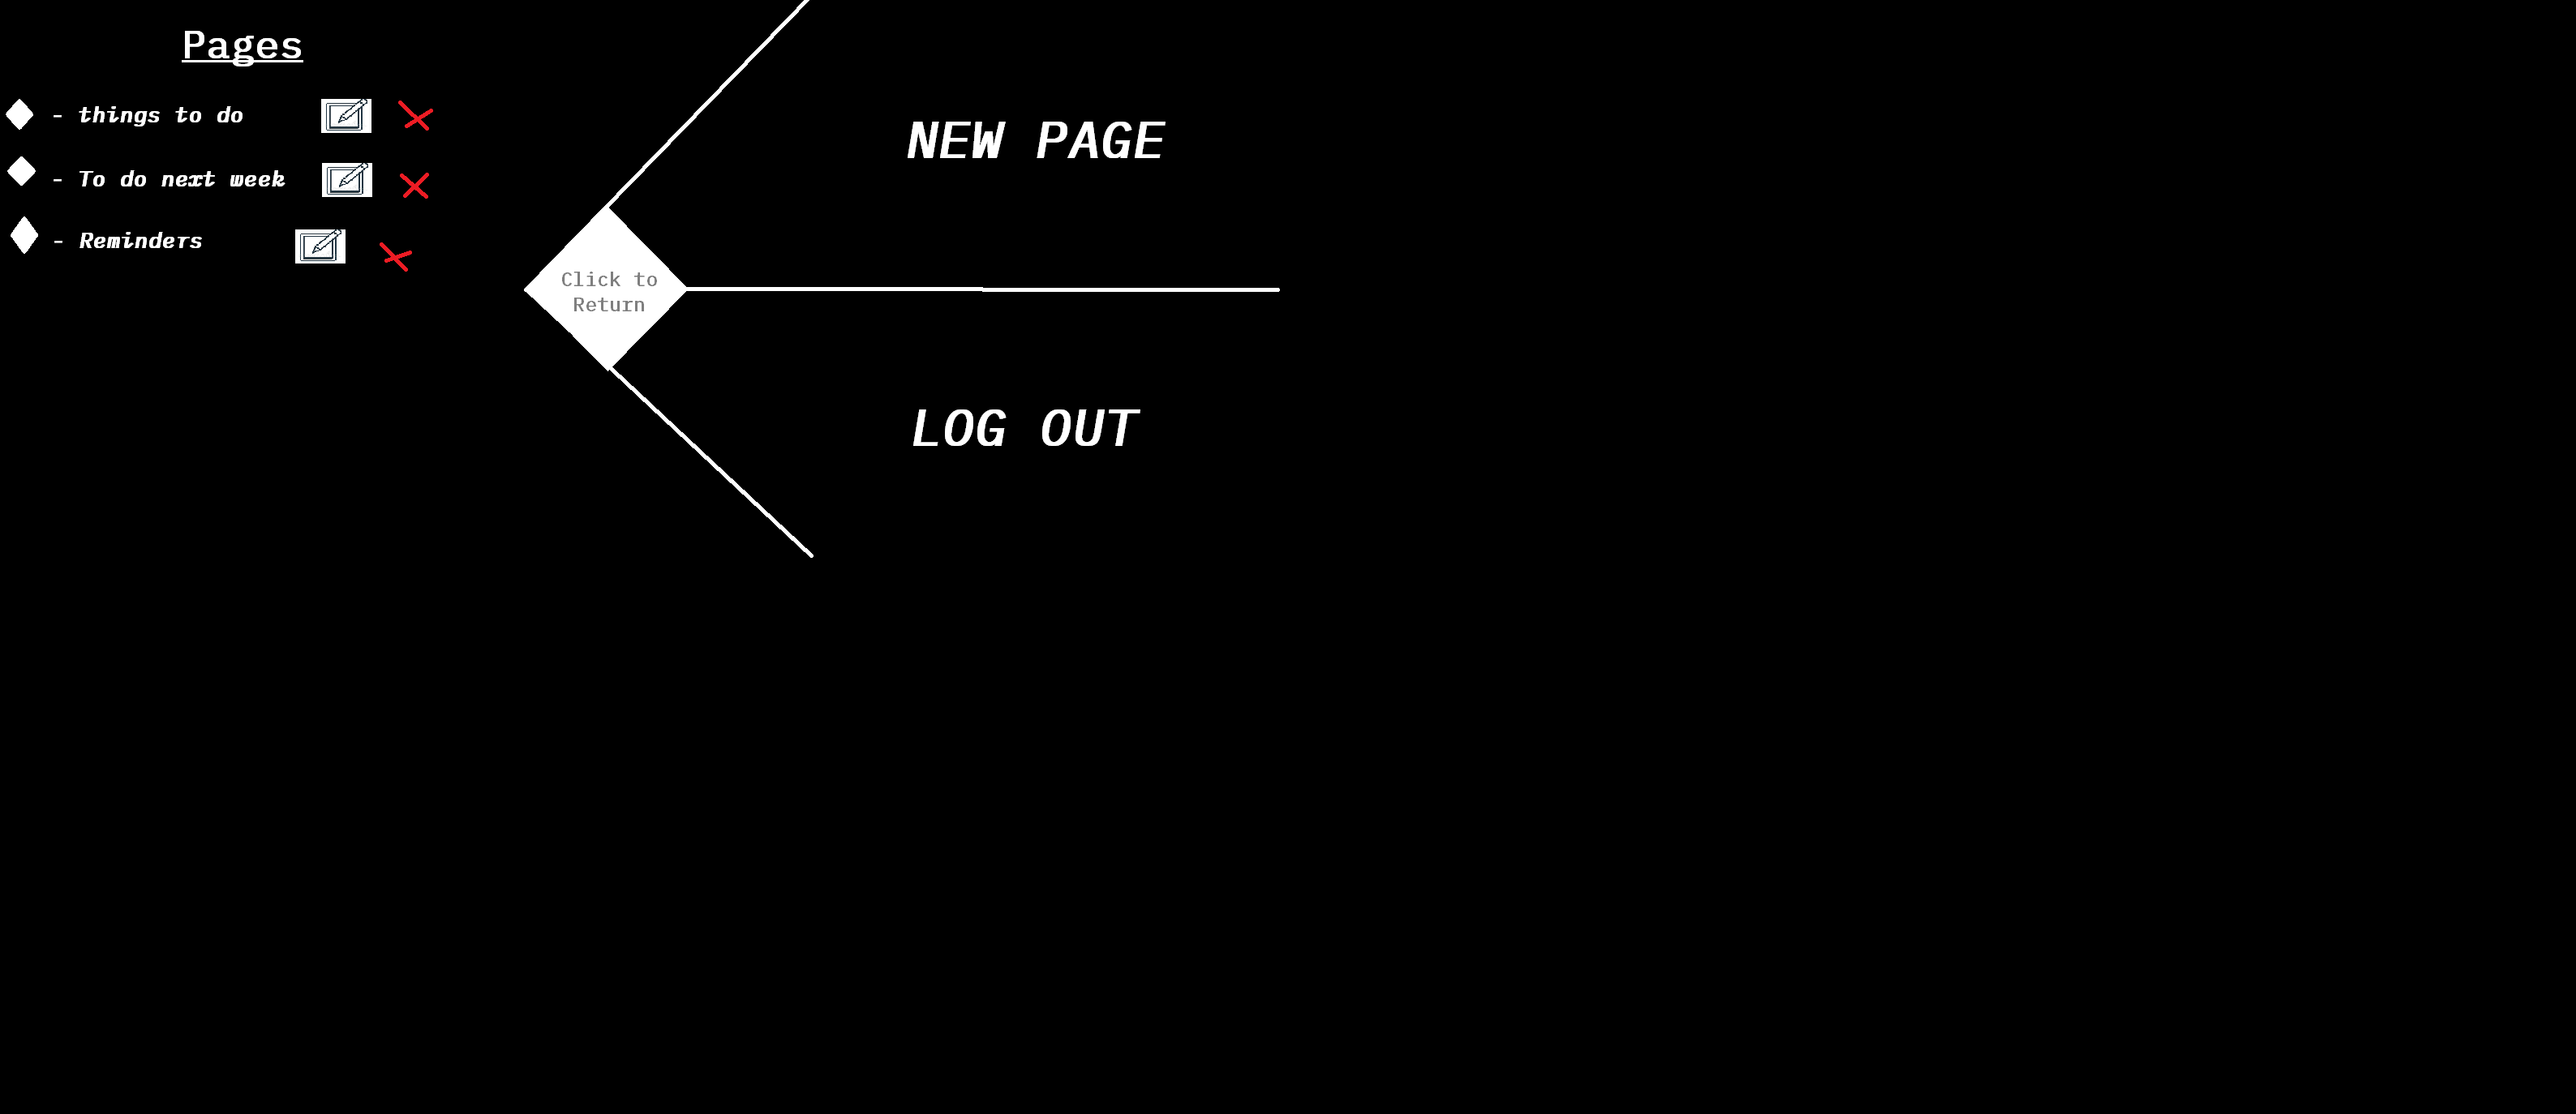 Pages
- things to do
- To do next week
- Reminders
NEW PAGE
Click to
Return
LOG OUT